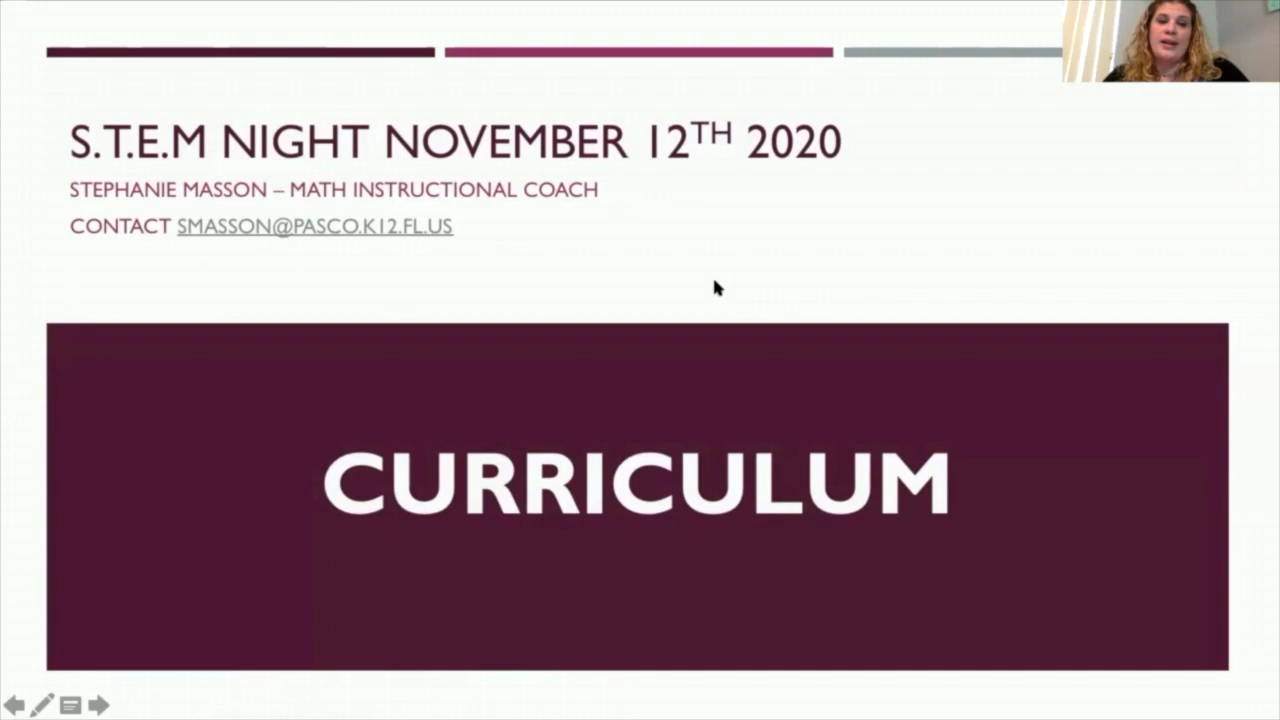 S.T.E.M NIGHT NOVEMBER 12TH 2020
STEPHANIE MASSON – MATH INSTRUCTIONAL COACH
CONTACT SMASSON@PASCO.K12.FL.US
CURRICULUM